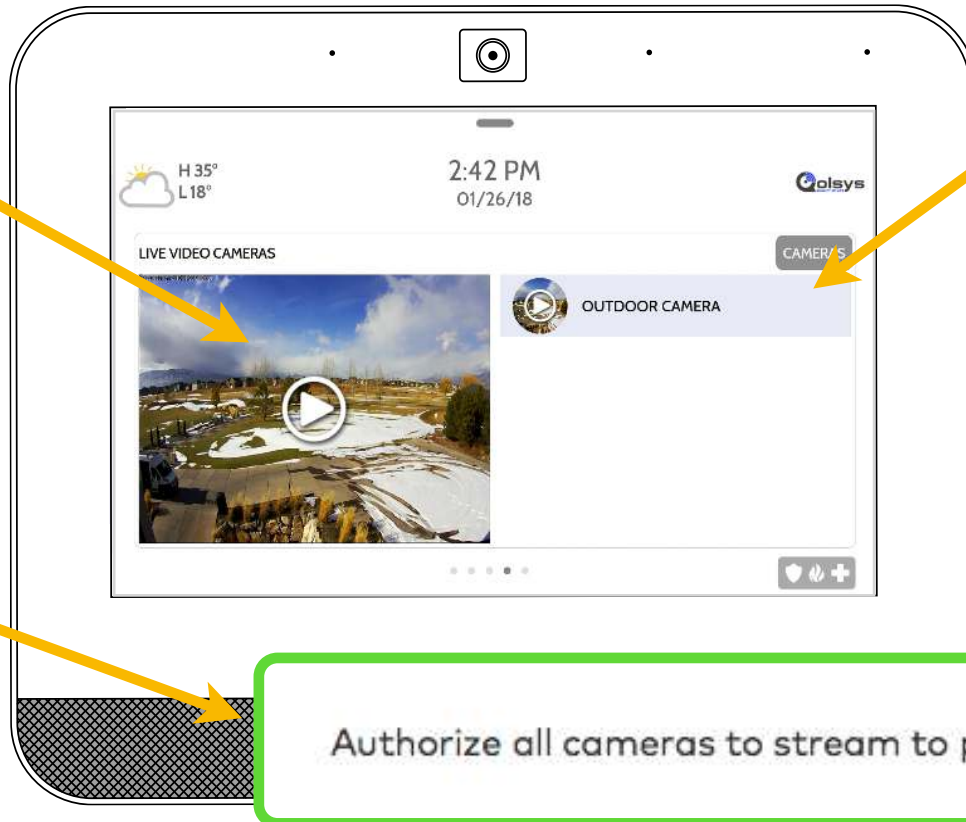 H 35°
L 18°
2:42 PM
01/26/18
Qolsys
LIVE VIDEO CAMERAS
CAMERAS
OUTDOOR CAMERA
Authorize all cameras to stream to p